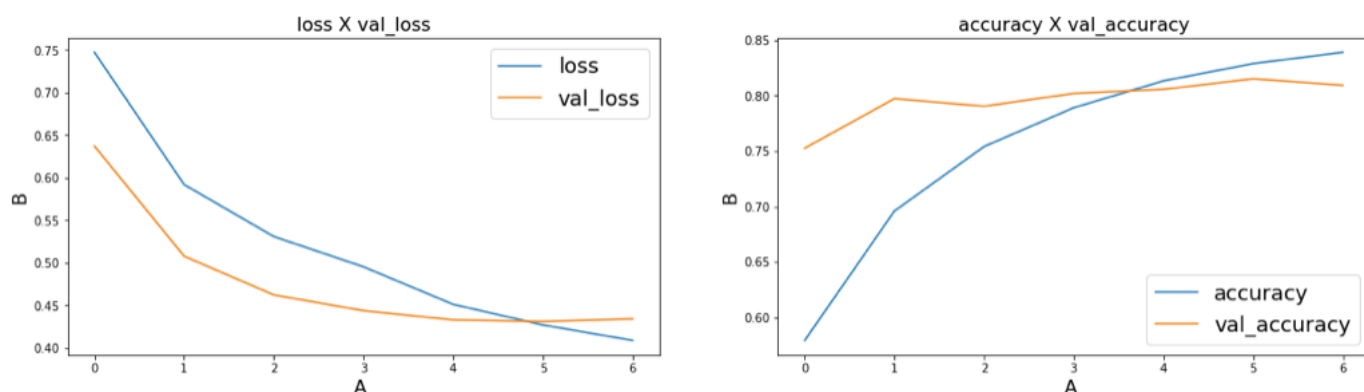 loss X val_loss
0.75
0.70
0.65
0.60
0.55
0.50
0.45
0.40
B
loss
val_loss
0 1 2 3 4 5 6
A
accuracy X val_accuracy
0.85
0.80
0.75
0.70
0.65
0.60
B
accuracy
val_accuracy
0 1 2 3 4 5 6
A